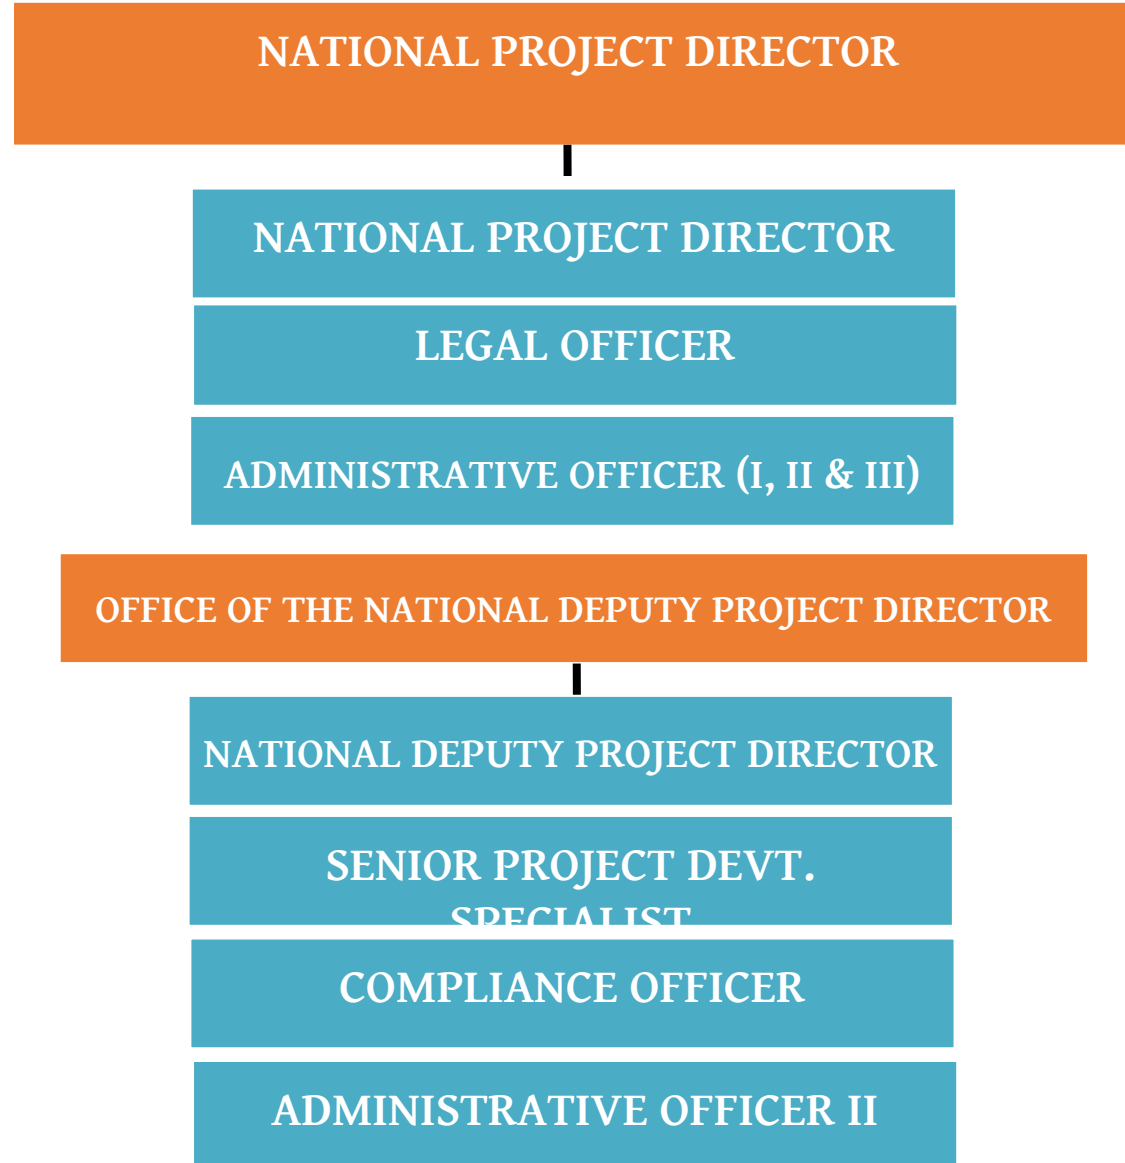 NATIONAL PROJECT DIRECTOR
NATIONAL PROJECT DIRECTOR
LEGAL OFFICER
ADMINISTRATIVE OFFICER (I, II & III)
OFFICE OF THE NATIONAL DEPUTY PROJECT DIRECTOR
NATIONAL DEPUTY PROJECT DIRECTOR
SENIOR PROJECT DEVT.
SPECIALIST
COMPLIANCE OFFICER
ADMINISTRATIVE OFFICER II